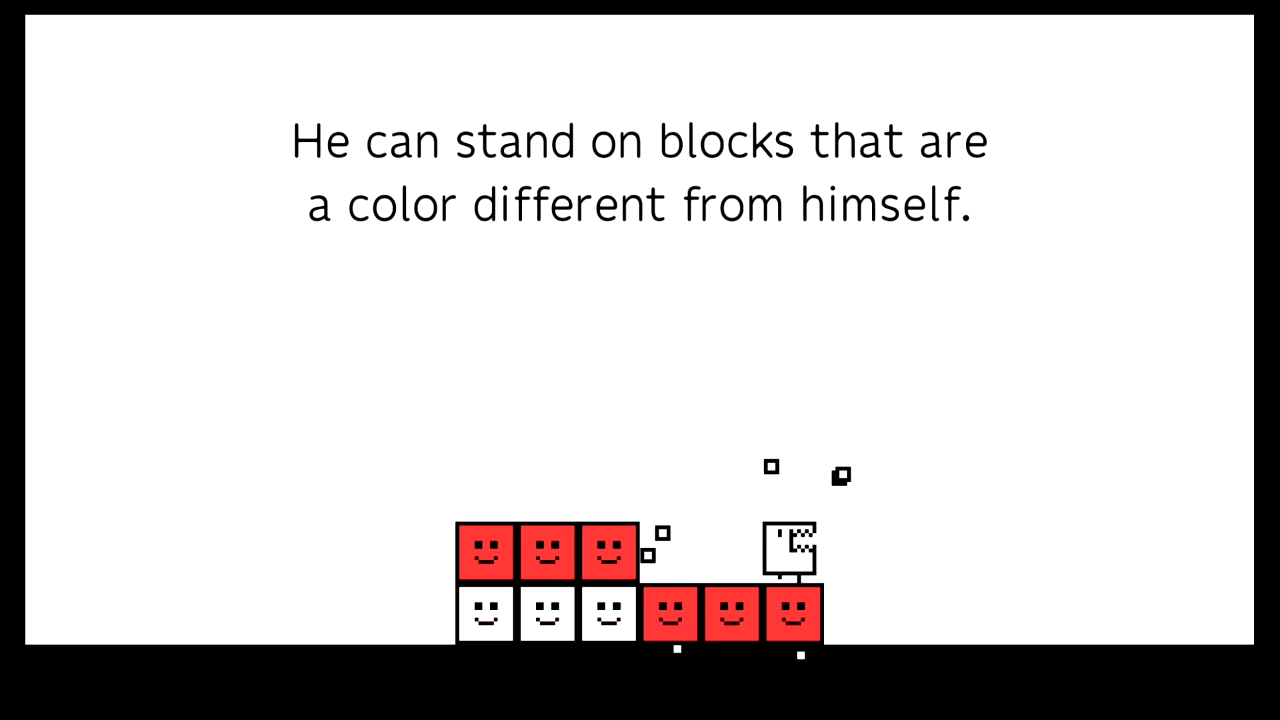 He can stand on blocks that are
a color different from himself.